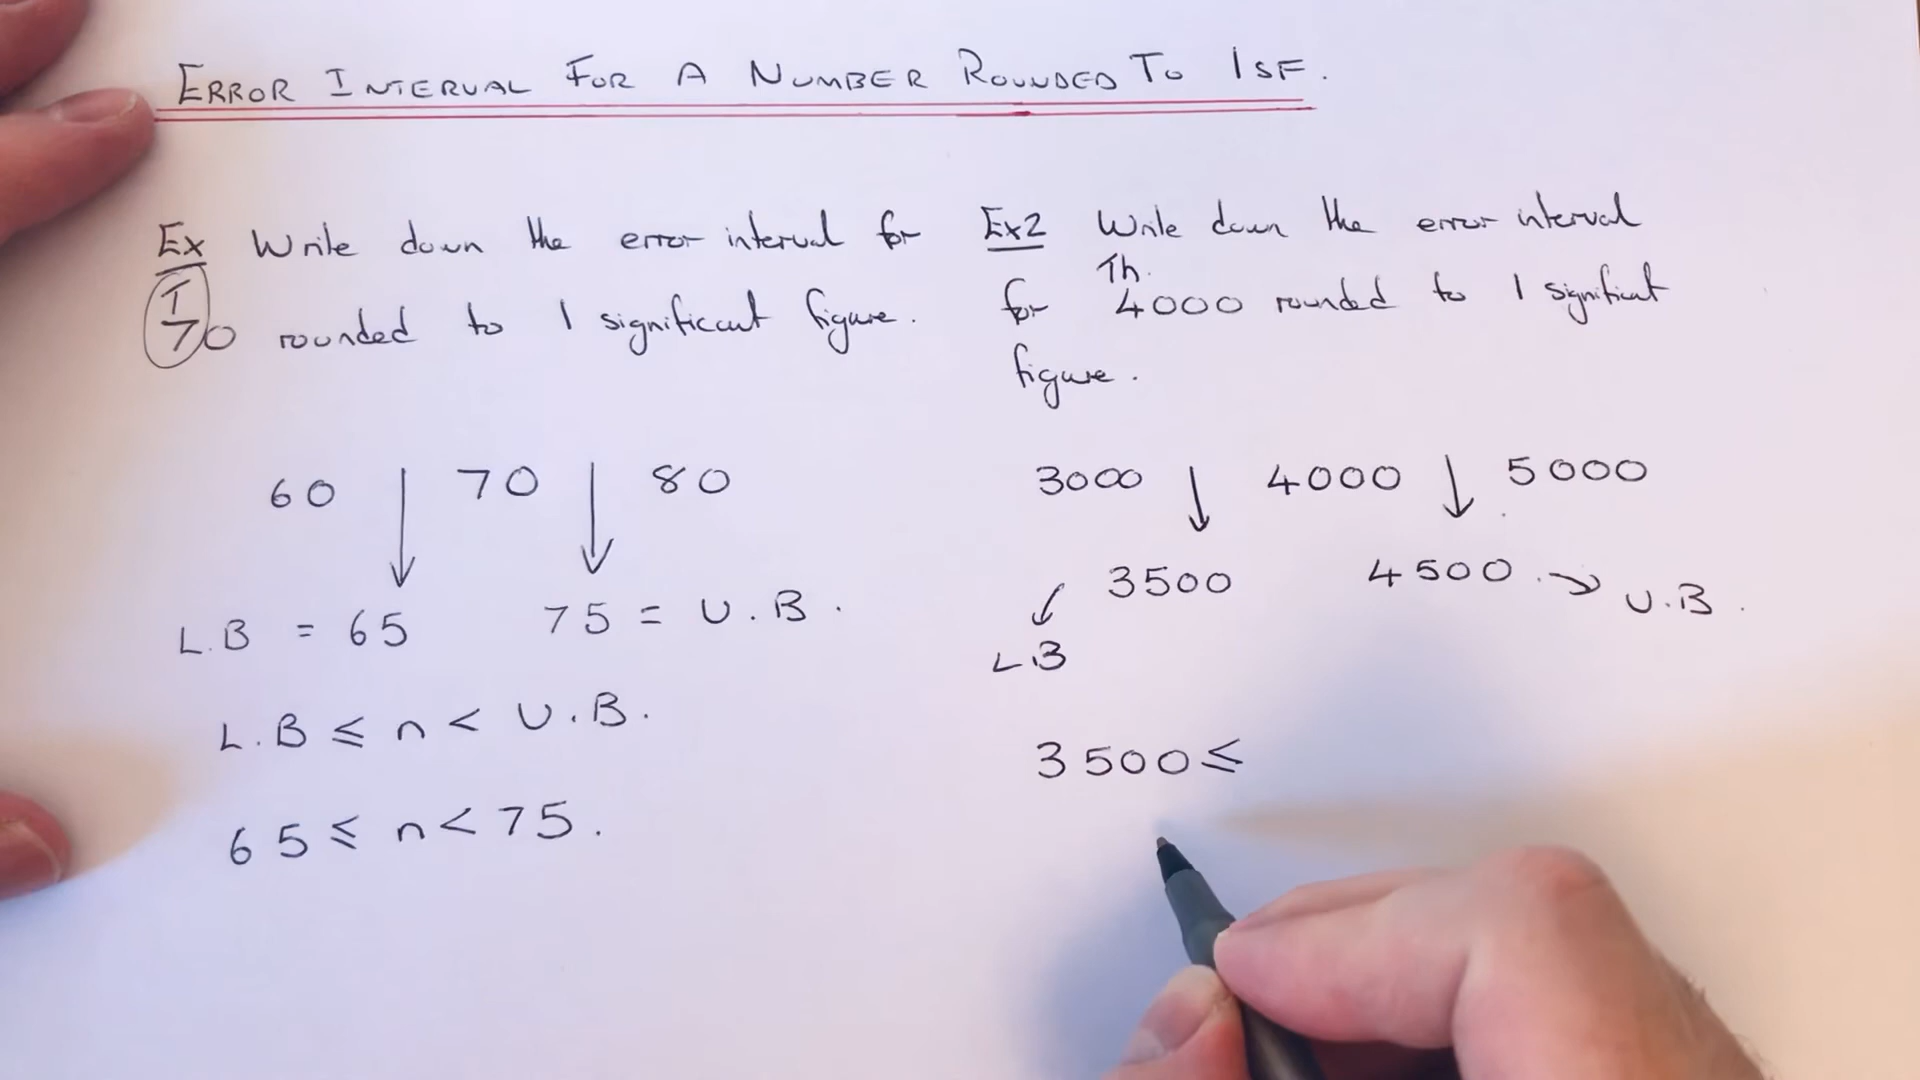 ERROR INTERVAL FOR A NUMBER ROUNDED TO 1SF.
Ex Write down the error interval for
T
70 rounded to 1 significant figure.
60 70 80
L.B = 65 75 = U.B.
L.B ≤ n < U.B.
65 ≤ n < 75.
Ex2 Write down the error interval
Th.
for 4000 rounded to 1 significant
figure.
3000 4000 5000
3500 4500 U.B.
L.B
3500 ≤